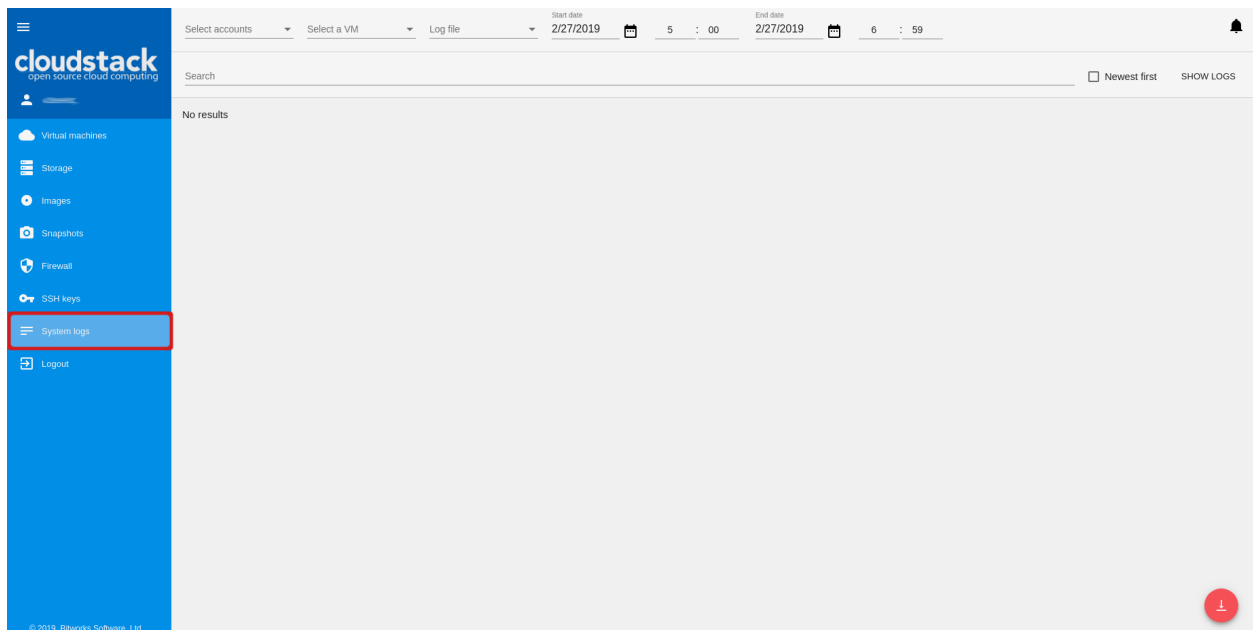 Select accounts
Select a VM
Log file
Start date
2/27/2019
5 : 00
End date
2/27/2019
6 : 59
cloudstack
open source cloud computing
Search
Newest first
SHOW LOGS
No results
Virtual machines
Storage
Images
Snapshots
Firewall
SSH keys
System logs
Logout
© 2019, Bitworks Software, Ltd